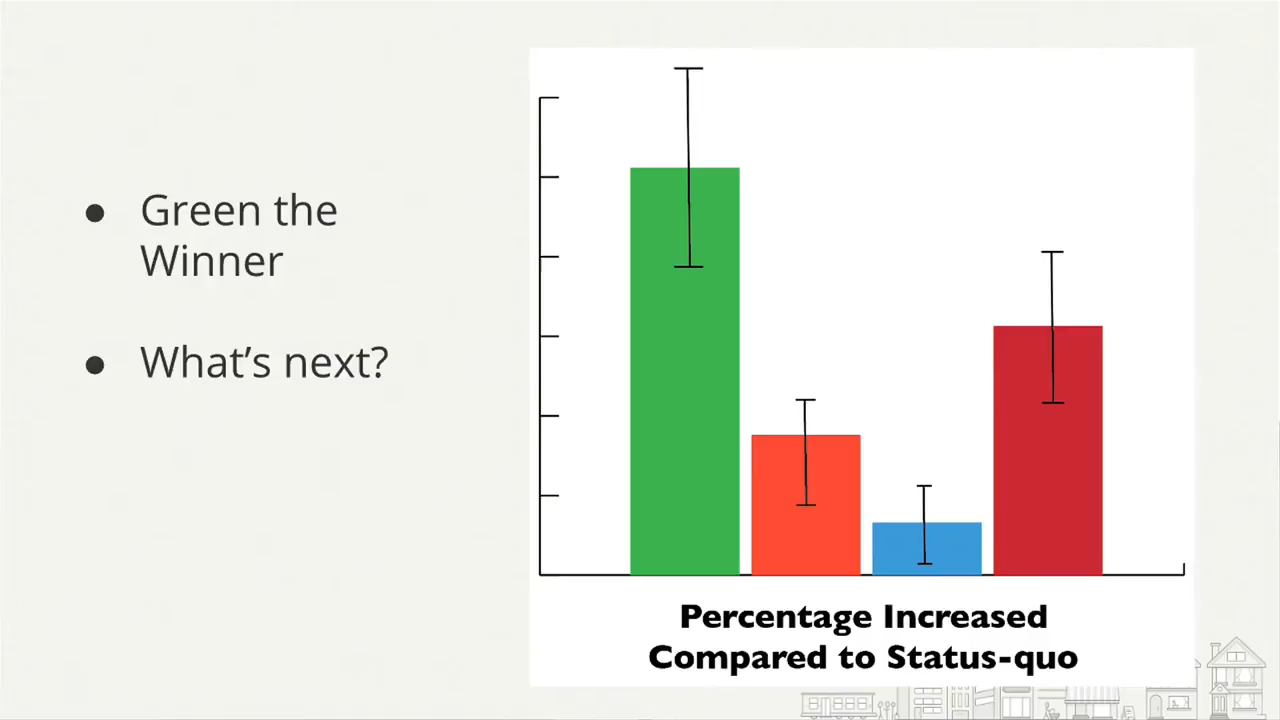 ● Green the
Winner
● What’s next?
Percentage Increased
Compared to Status-quo